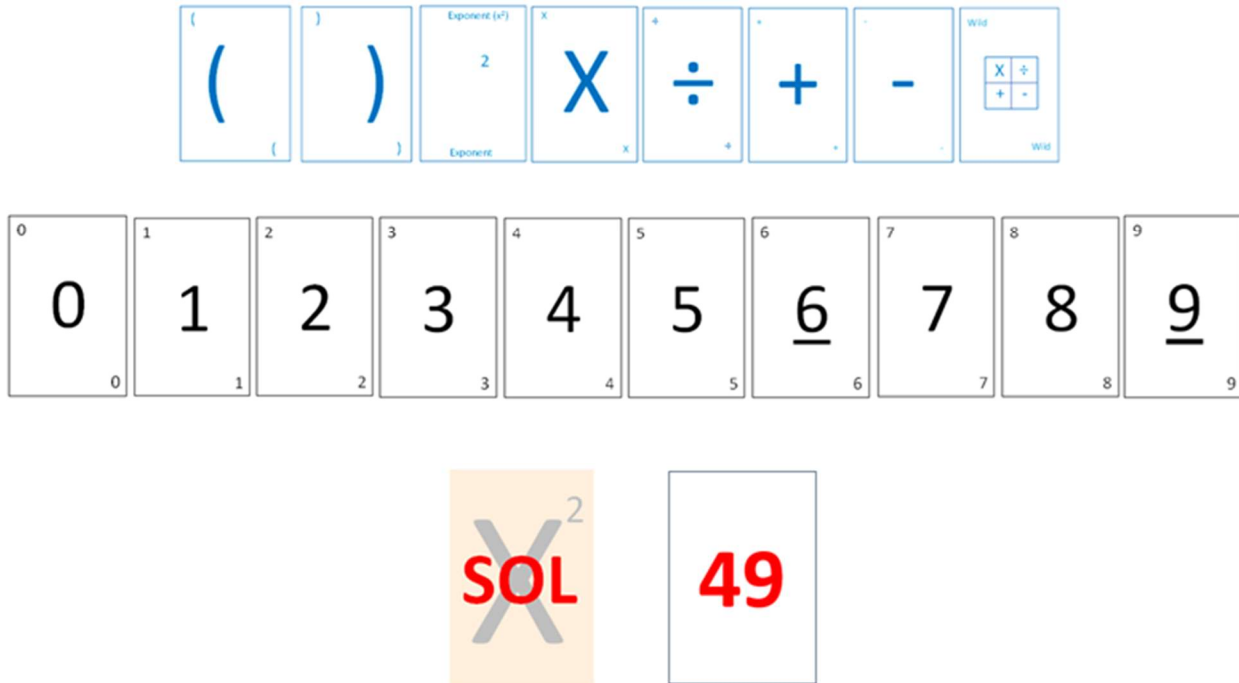 ( ) Exponent (x²) X ÷ + - Wild
( ) 2 X ÷ + - X ÷
+ -
( ) Exponent X ÷ + - Wild
0 1 2 3 4 5 6 7 8 9
0 1 2 3 4 5 6 7 8 9
0 1 2 3 4 5 6 7 8 9
X²
SOL 49